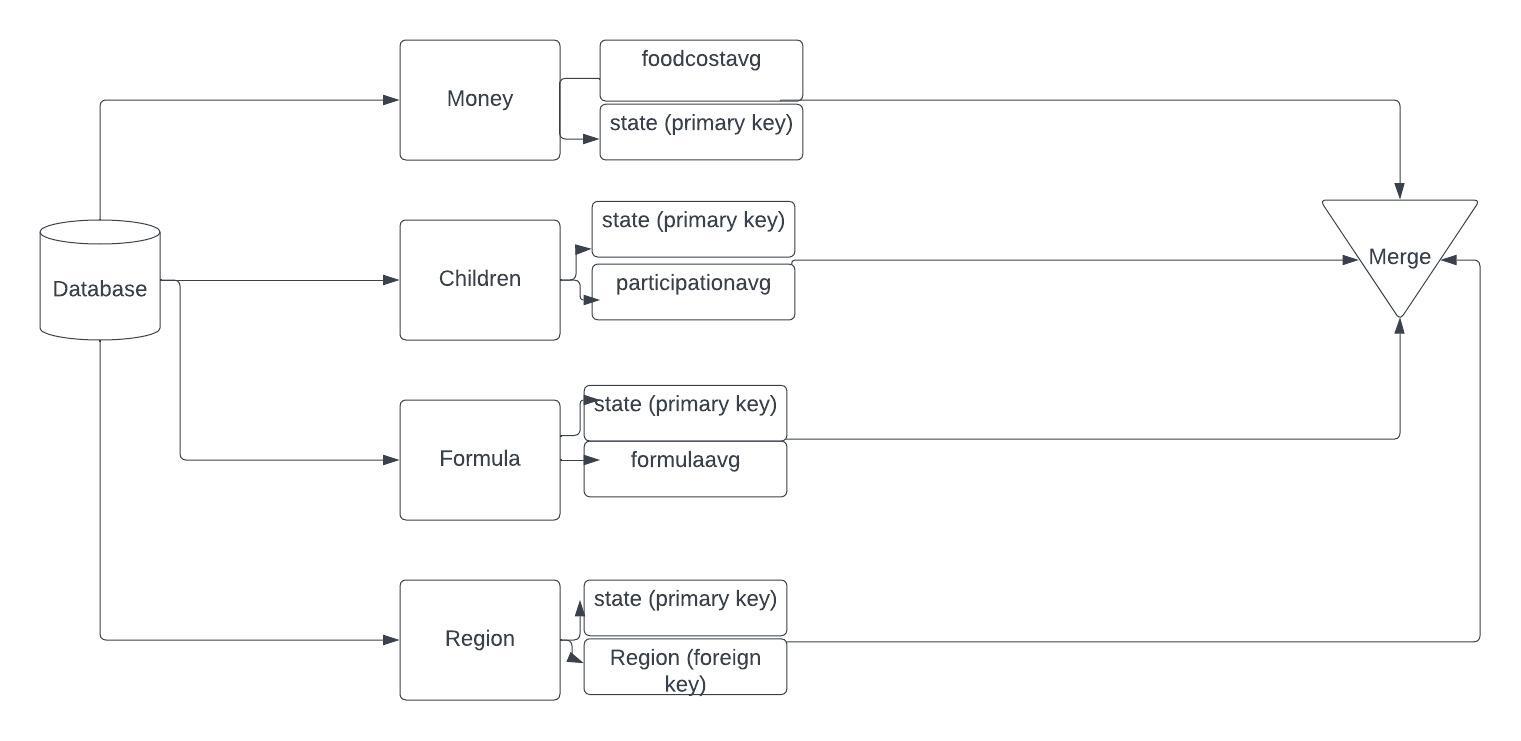 foodcostavg
Money
state (primary key)
state (primary key)
Children
participationavg
Database
Merge
state (primary key)
Formula
formulaavg
state (primary key)
Region
Region (foreign
key)